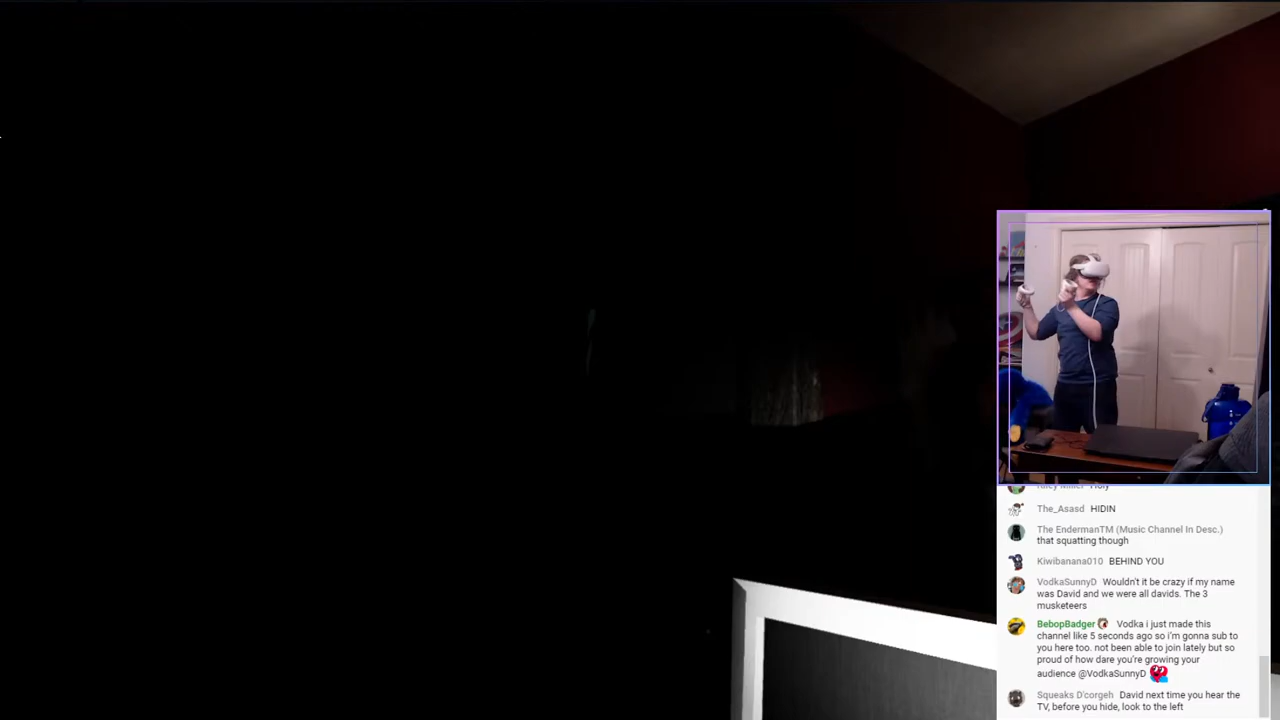 The_Asasd HIDIN
The EndermanTM (Music Channel In Desc.)
that squatting though
Kiwibanana010 BEHIND YOU
VodkaSunnyD Wouldn't it be crazy if my name
was David and we were all davids. The 3
musketeers
BebopBadger Vodka i just made this
channel like 5 seconds ago so i'm gonna sub to
you here too. not been able to join lately but so
proud of how dare you're growing your
audience @VodkaSunnyD
Squeaks D'corgeh David next time you hear the
TV, before you hide, look to the left